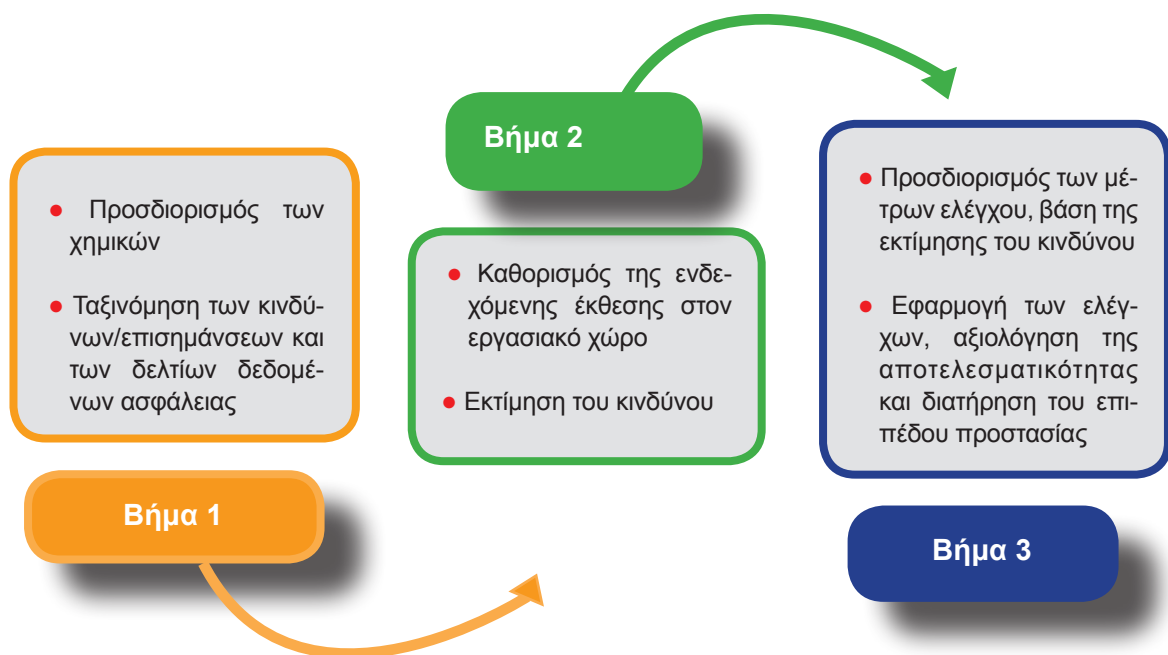 Βήμα 1
● Προσδιορισμός των
χημικών
● Ταξινόμηση των κινδύ-
νων/επισημάνσεων και
των δελτίων δεδομέ-
νων ασφάλειας
Βήμα 2
● Καθορισμός της ενδε-
χόμενης έκθεσης στον
εργασιακό χώρο
● Εκτίμηση του κινδύνου
Βήμα 3
● Προσδιορισμός των μέ-
τρων ελέγχου, βάση της
εκτίμησης του κινδύνου
● Εφαρμογή των ελέγ-
χων, αξιολόγηση της
αποτελεσματικότητας
και διατήρηση του επι-
πέδου προστασίας